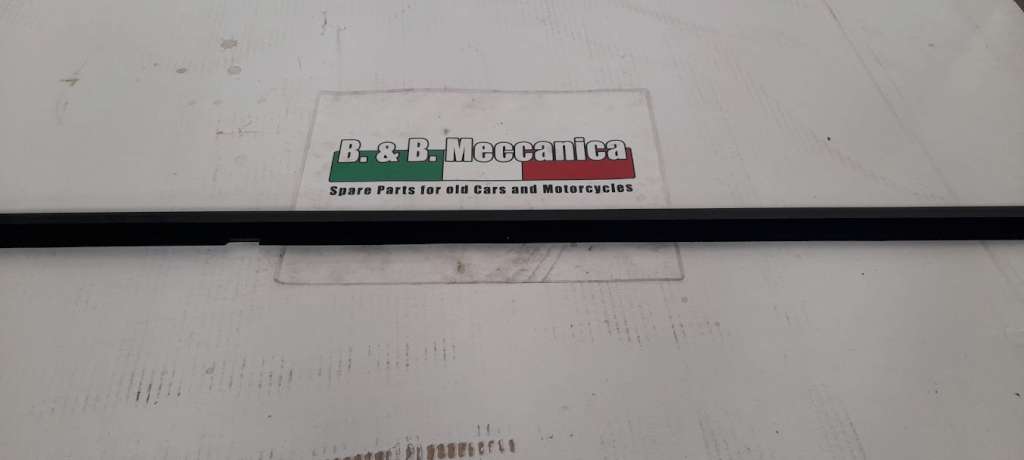 B. & B. Meccanica
Spare Parts for old Cars and Motorcycles